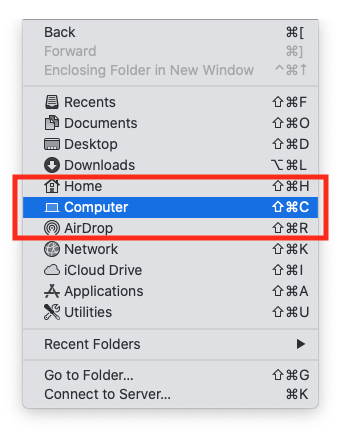 Back ⌘[
Forward ⌘]
Enclosing Folder in New Window ^⌘↑
Recents ⇧⌘F
Documents ⇧⌘O
Desktop ⇧⌘D
Downloads ⌥⌘L
Home ⇧⌘H
Computer ⇧⌘C
AirDrop ⇧⌘R
Network ⇧⌘K
iCloud Drive ⇧⌘I
Applications ⇧⌘A
Utilities ⇧⌘U
Recent Folders ▶
Go to Folder... ⇧⌘G
Connect to Server... ⌘K